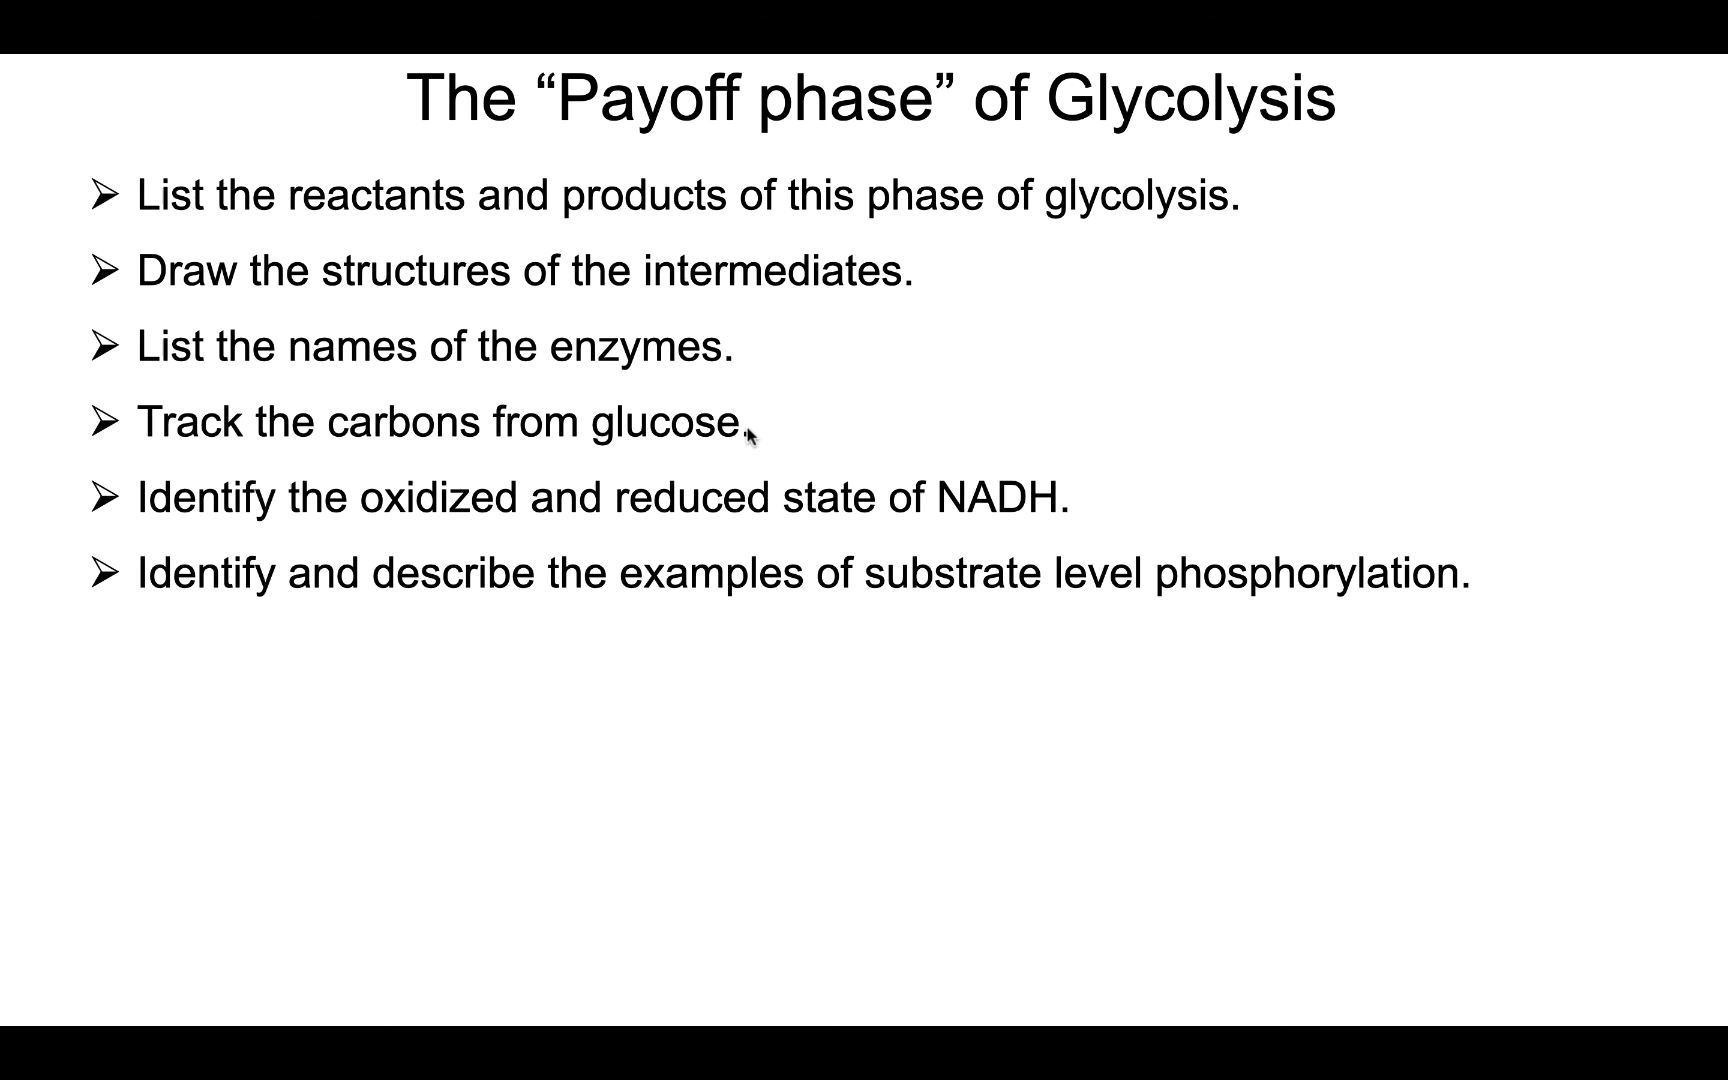 The “Payoff phase” of Glycolysis
➢ List the reactants and products of this phase of glycolysis.
➢ Draw the structures of the intermediates.
➢ List the names of the enzymes.
➢ Track the carbons from glucose.
➢ Identify the oxidized and reduced state of NADH.
➢ Identify and describe the examples of substrate level phosphorylation.